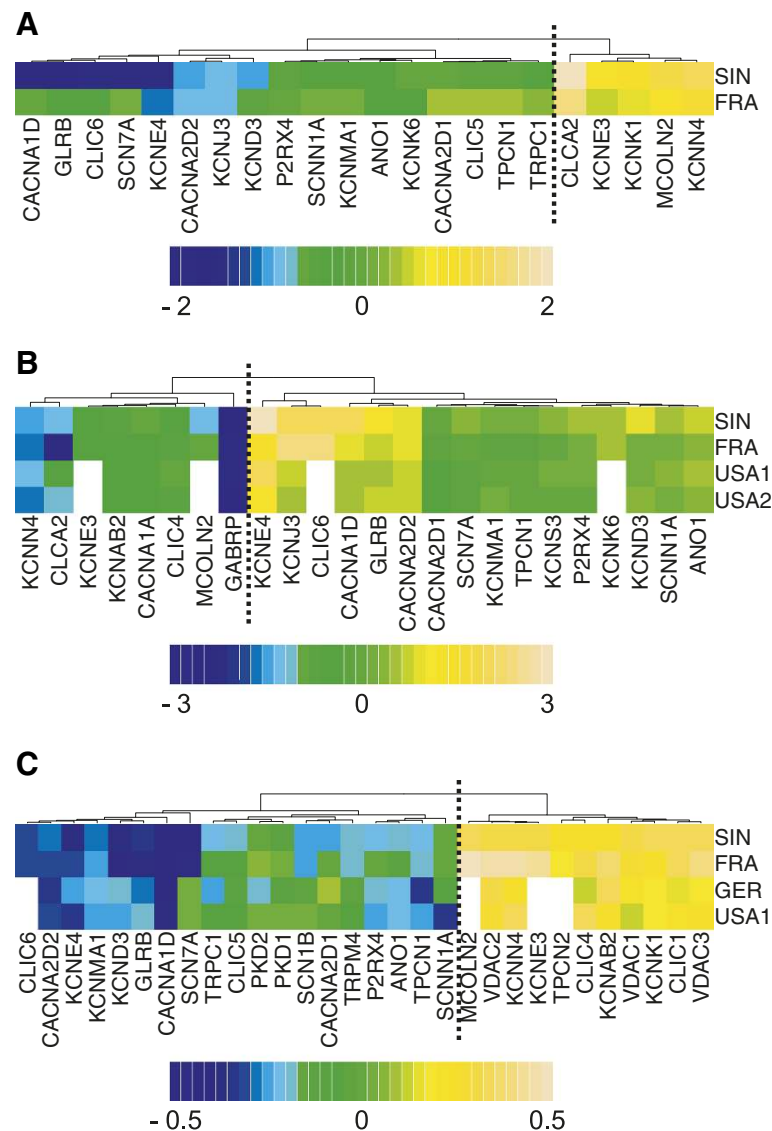 A
SIN
FRA
CACNA1D GLRB CLIC6 SCN7A KCNE4 CACNA2D2 KCNJ3 KCND3 P2RX4 SCNN1A KCNMA1 ANO1 KCNK6 CACNA2D1 CLIC5 TPCN1 TRPC1 CLCA2 KCNE3 KCNK1 MCOLN2 KCNN4
- 2 0 2
B
SIN
FRA
USA1
USA2
KCNN4 CLCA2 KCNE3 KCNAB2 CACNA1A CLIC4 MCOLN2 GABRP KCNE4 KCNJ3 CLIC6 CACNA1D GLRB CACNA2D2 CACNA2D1 SCN7A KCNMA1 TPCN1 KCNS3 P2RX4 KCNK6 KCND3 SCNN1A ANO1
- 3 0 3
C
SIN
FRA
GER
USA1
CLIC6 CACNA2D2 KCNE4 KCNMA1 KCND3 GLRB CACNA1D SCN7A TRPC1 CLIC5 PKD2 PKD1 SCN1B CACNA2D1 TRPM4 P2RX4 ANO1 TPCN1 SCNN1A MCOLN2 VDAC2 KCNN4 KCNE3 TPCN2 CLIC4 KCNAB2 VDAC1 KCNK1 CLIC1 VDAC3
- 0.5 0 0.5